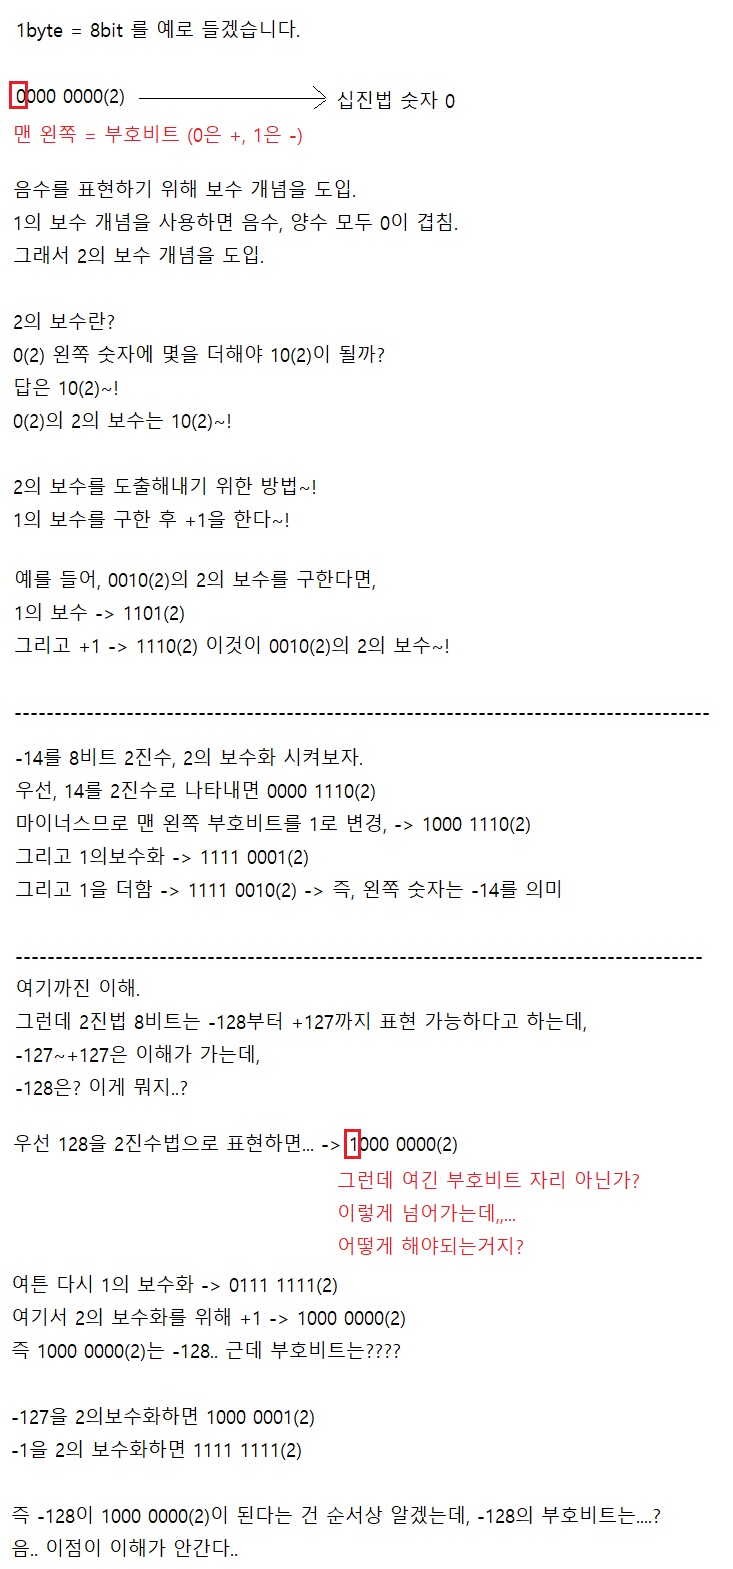 1byte = 8bit 를 예로 들겠습니다.
0000 0000(2) 십진법 숫자 0
맨 왼쪽 = 부호비트 (0은 +, 1은 -)
음수를 표현하기 위해 보수 개념을 도입.
1의 보수 개념을 사용하면 음수, 양수 모두 0이 겹침.
그래서 2의 보수 개념을 도입.
2의 보수란?
0(2) 왼쪽 숫자에 몇을 더해야 10(2)이 될까?
답은 10(2)~!
0(2)의 2의 보수는 10(2)~!
2의 보수를 도출해내기 위한 방법~!
1의 보수를 구한 후 +1을 한다~!
예를 들어, 0010(2)의 2의 보수를 구한다면,
1의 보수 -> 1101(2)
그리고 +1 -> 1110(2) 이것이 0010(2)의 2의 보수~!
---------------------------------------------------------------------------------------
-14를 8비트 2진수, 2의 보수화 시켜보자.
우선, 14를 2진수로 나타내면 0000 1110(2)
마이너스므로 맨 왼쪽 부호비트를 1로 변경, -> 1000 1110(2)
그리고 1의보수화 -> 1111 0001(2)
그리고 1을 더함 -> 1111 0010(2) -> 즉, 왼쪽 숫자는 -14를 의미
--------------------------------------------------------------------------------------
여기까진 이해.
그런데 2진법 8비트는 -128부터 +127까지 표현 가능하다고 하는데,
-127~+127은 이해가 가는데,
-128은? 이게 뭐지..?
우선 128을 2진수법으로 표현하면... -> 1000 0000(2)
그런데 여긴 부호비트 자리 아닌가?
이렇게 넘어가는데,,...
어떻게 해야되는거지?
여튼 다시 1의 보수화 -> 0111 1111(2)
여기서 2의 보수화를 위해 +1 -> 1000 0000(2)
즉 1000 0000(2)는 -128.. 근데 부호비트는????
-127을 2의보수화하면 1000 0001(2)
-1을 2의 보수화하면 1111 1111(2)
즉 -128이 1000 0000(2)이 된다는 건 순서상 알겠는데, -128의 부호비트는....?
음.. 이점이 이해가 안간다..